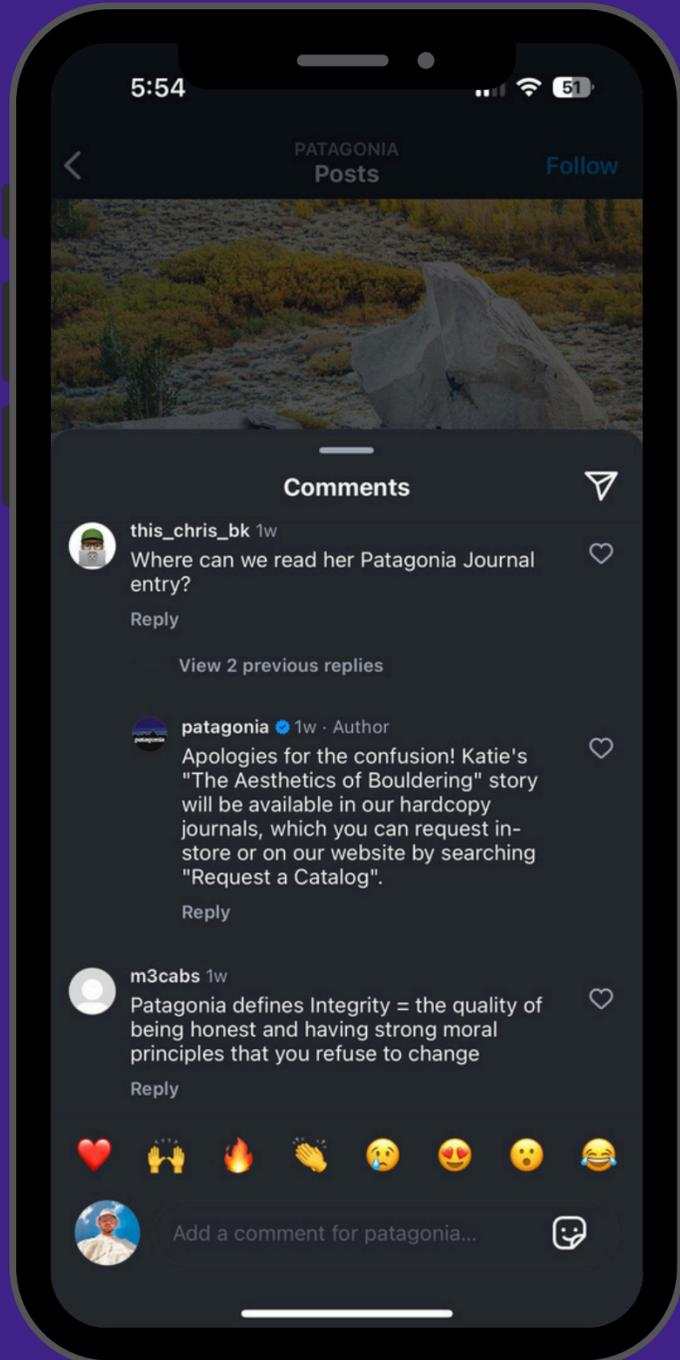 5:54
51
PATAGONIA
Posts
Follow
Comments
this_chris_bk 1w
Where can we read her Patagonia Journal
entry?
Reply
View 2 previous replies
patagonia
patagonia 1w · Author
Apologies for the confusion! Katie's
"The Aesthetics of Bouldering" story
will be available in our hardcopy
journals, which you can request in-
store or on our website by searching
"Request a Catalog".
Reply
m3cabs 1w
Patagonia defines Integrity = the quality of
being honest and having strong moral
principles that you refuse to change
Reply
Add a comment for patagonia...